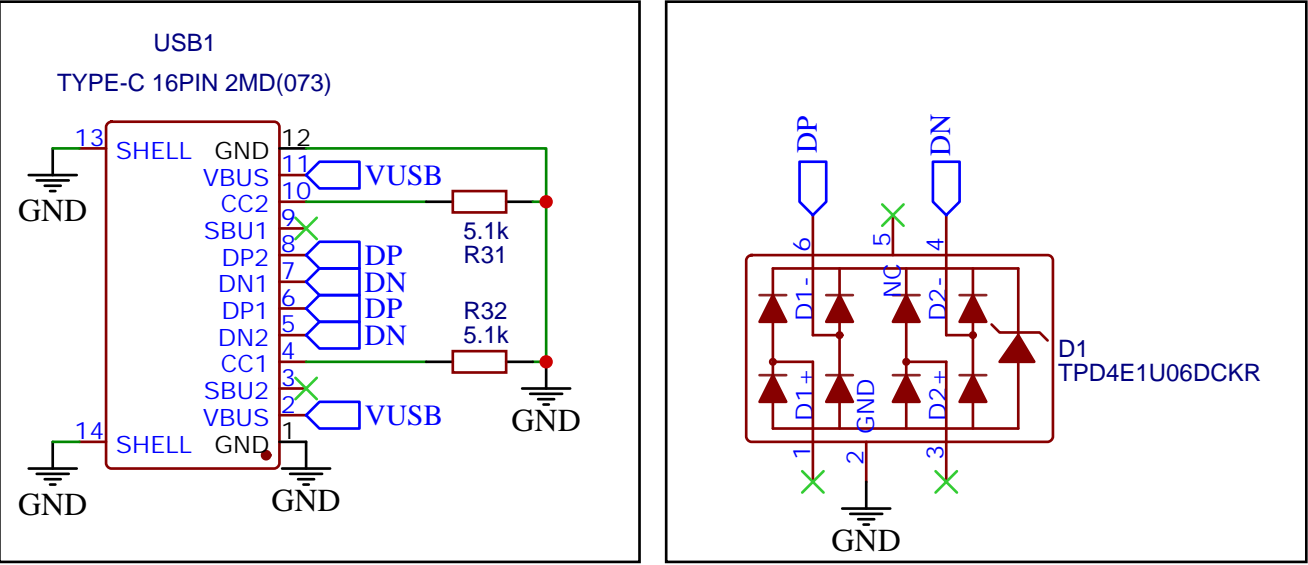 USB1
TYPE-C 16PIN 2MD(073)
13
SHELL
GND
12
VBUS
11
VUSB
CC2
10
SBU1
9
5.1k
R31
DP2
8
DP
DN1
7
DN
DP1
6
DP
DN2
5
DN
R32
5.1k
CC1
4
SBU2
3
VBUS
2
VUSB
14
SHELL
GND
1
GND
GND
GND
GND
DP
DN
6
5
4
D1-
NC
D2-
D1+
GND
D2+
1
2
3
D1
TPD4E1U06DCKR
GND